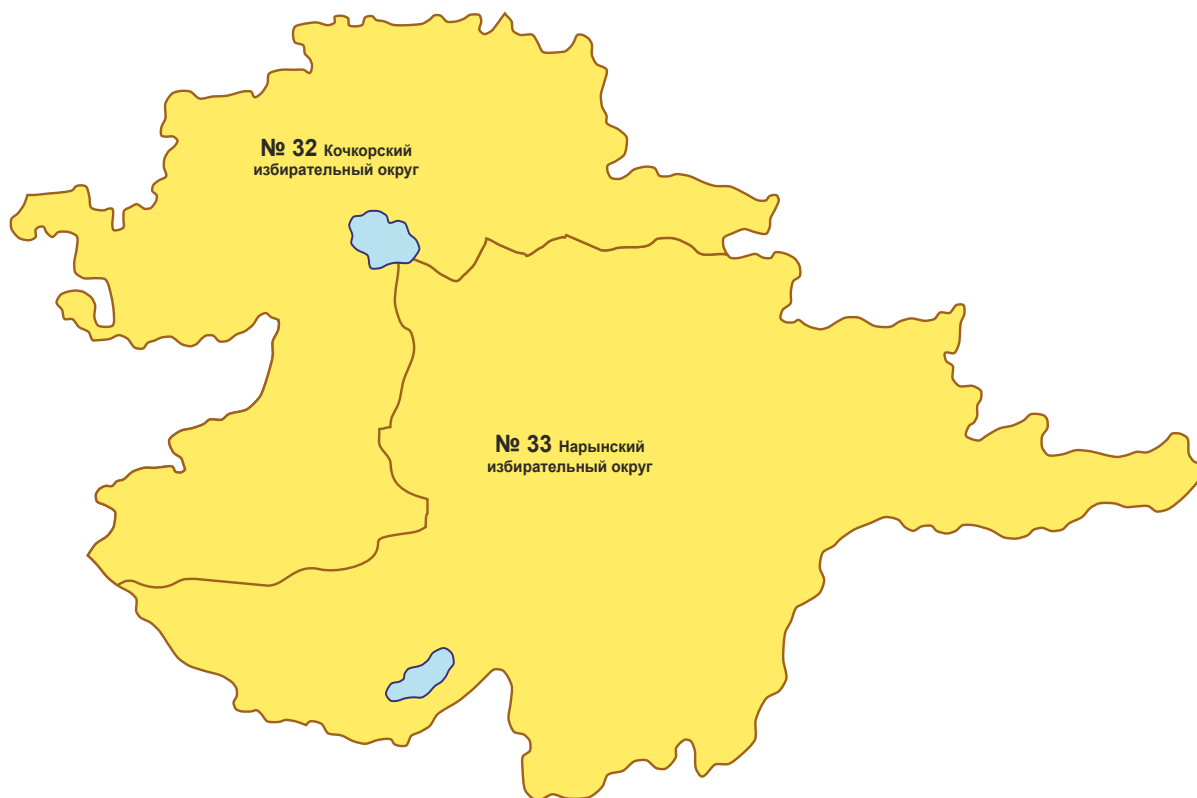 № 32 Кочкорский
избирательный округ
№ 33 Нарынский
избирательный округ